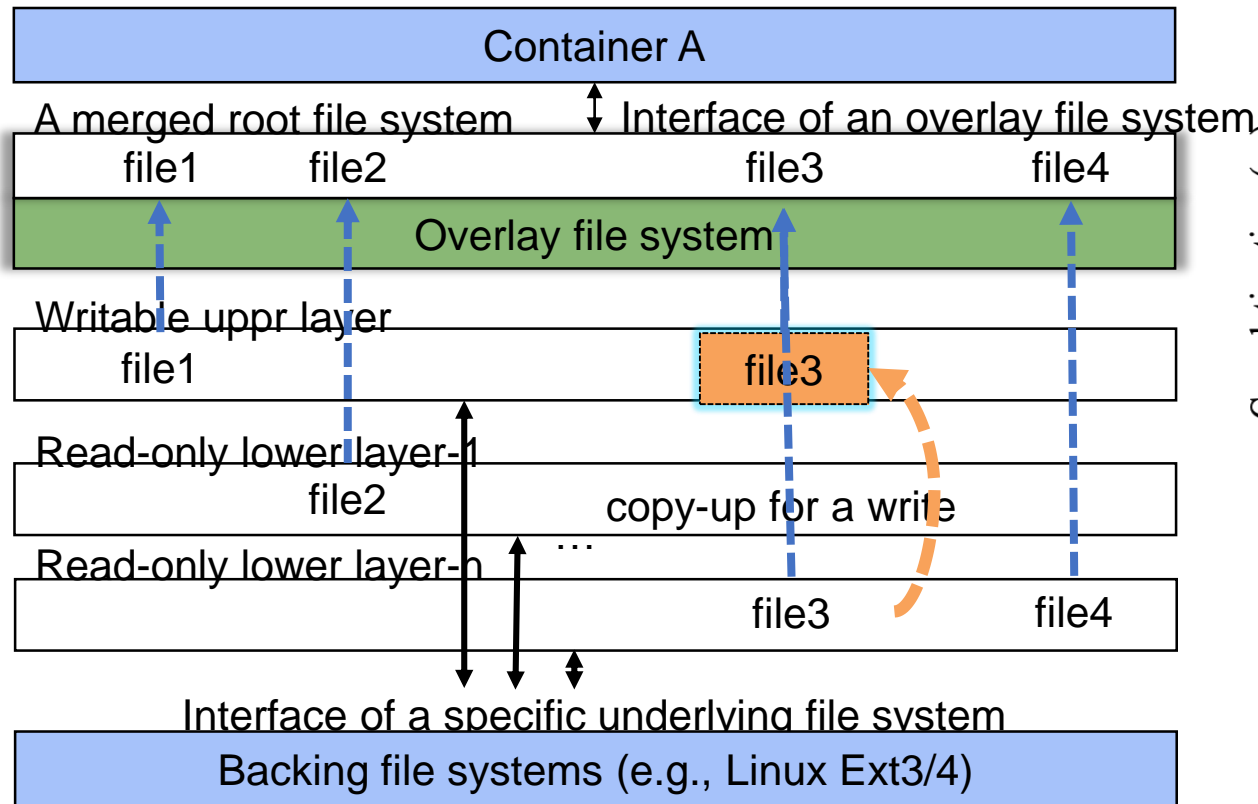 Container A
A merged root file system
Interface of an overlay file system
file1 file2 file3 file4
Overlay file system
Writable uppr layer
file1 file3
Read-only lower layer-1
file2 copy-up for a write
...
Read-only lower layer-n
file3 file4
Interface of a specific underlying file system
Backing file systems (e.g., Linux Ext3/4)